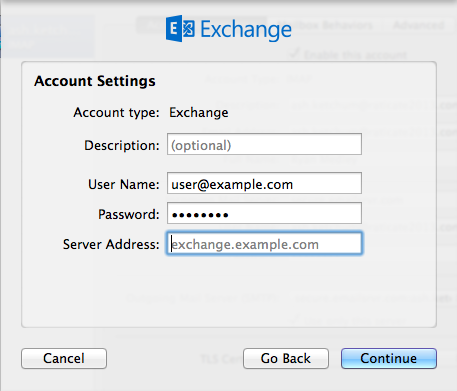 Exchange
Account Settings
Account type: Exchange
Description: (optional)
User Name: user@example.com
Password: ••••••••
Server Address: exchange.example.com
Cancel Go Back Continue